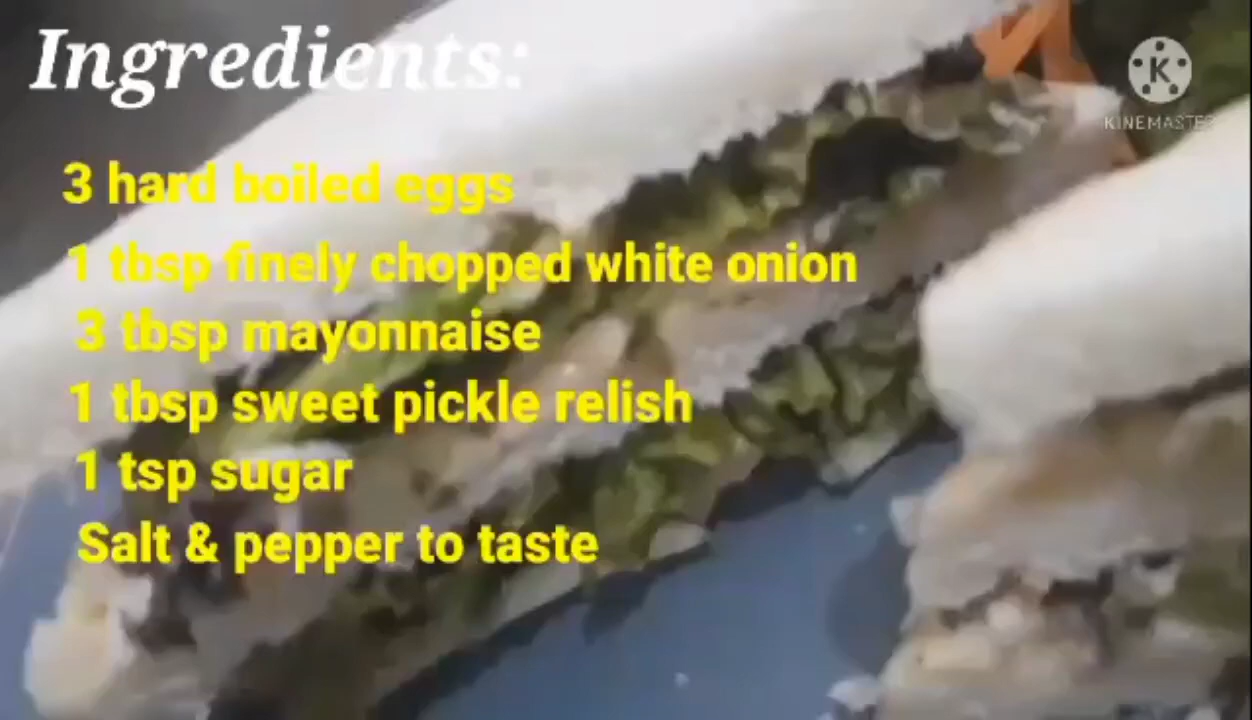 Ingredients:
K
KINEMASTER
3 hard boiled eggs
1 tbsp finely chopped white onion
3 tbsp mayonnaise
1 tbsp sweet pickle relish
1 tsp sugar
Salt & pepper to taste